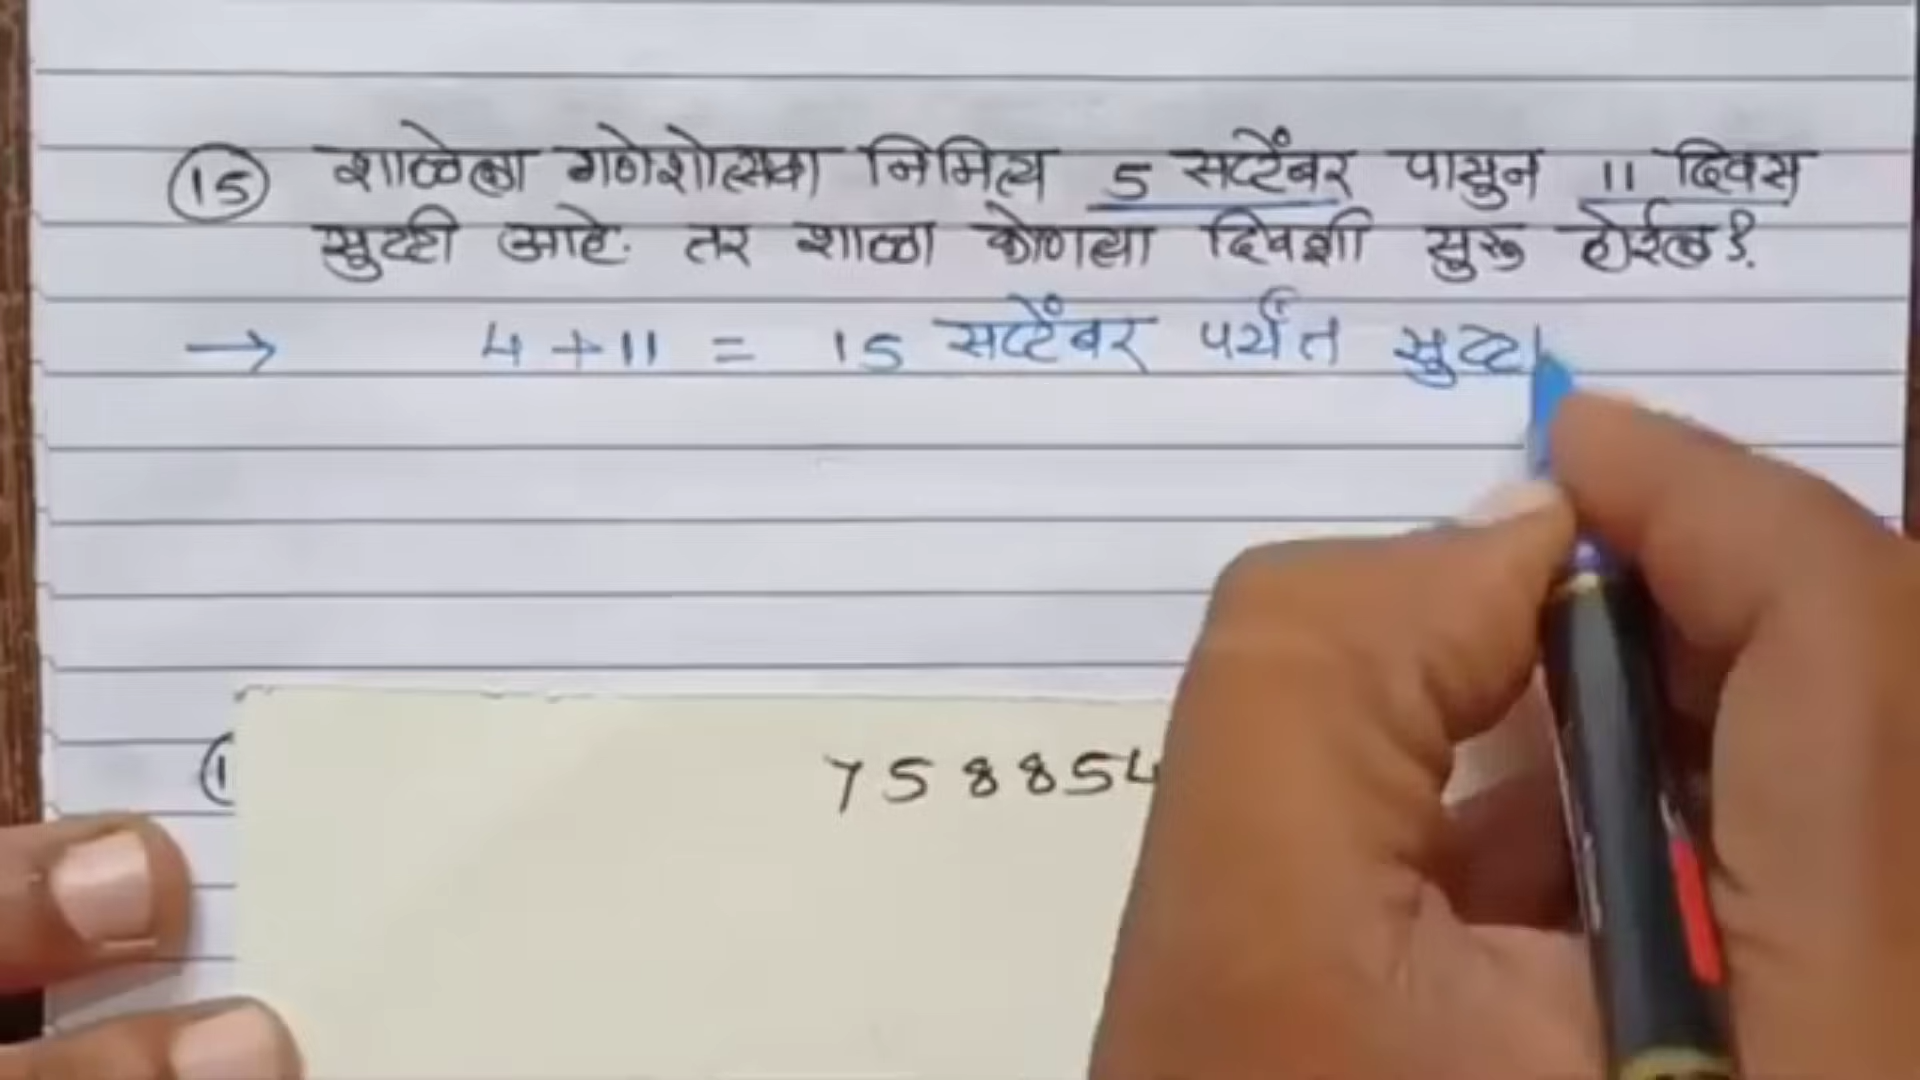 15 शाळेला गणेशोत्सवा निमित्य 5 सप्टेंबर पासुन 11 दिवस
सुट्टी आहे. तर शाळा कोणत्या दिवशी सुरु होईल?
→ 4 + 11 = 15 सप्टेंबर पर्यंत
758854